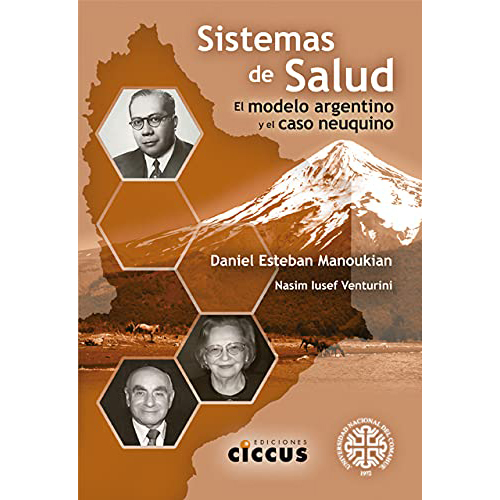 Sistemas
de Salud
El modelo argentino
y el caso neuquino
Daniel Esteban Manoukian
Nasim Iusef Venturini
EDICIONES
CICCUS
UNIVERSIDAD NACIONAL DEL COMAHUE
1972